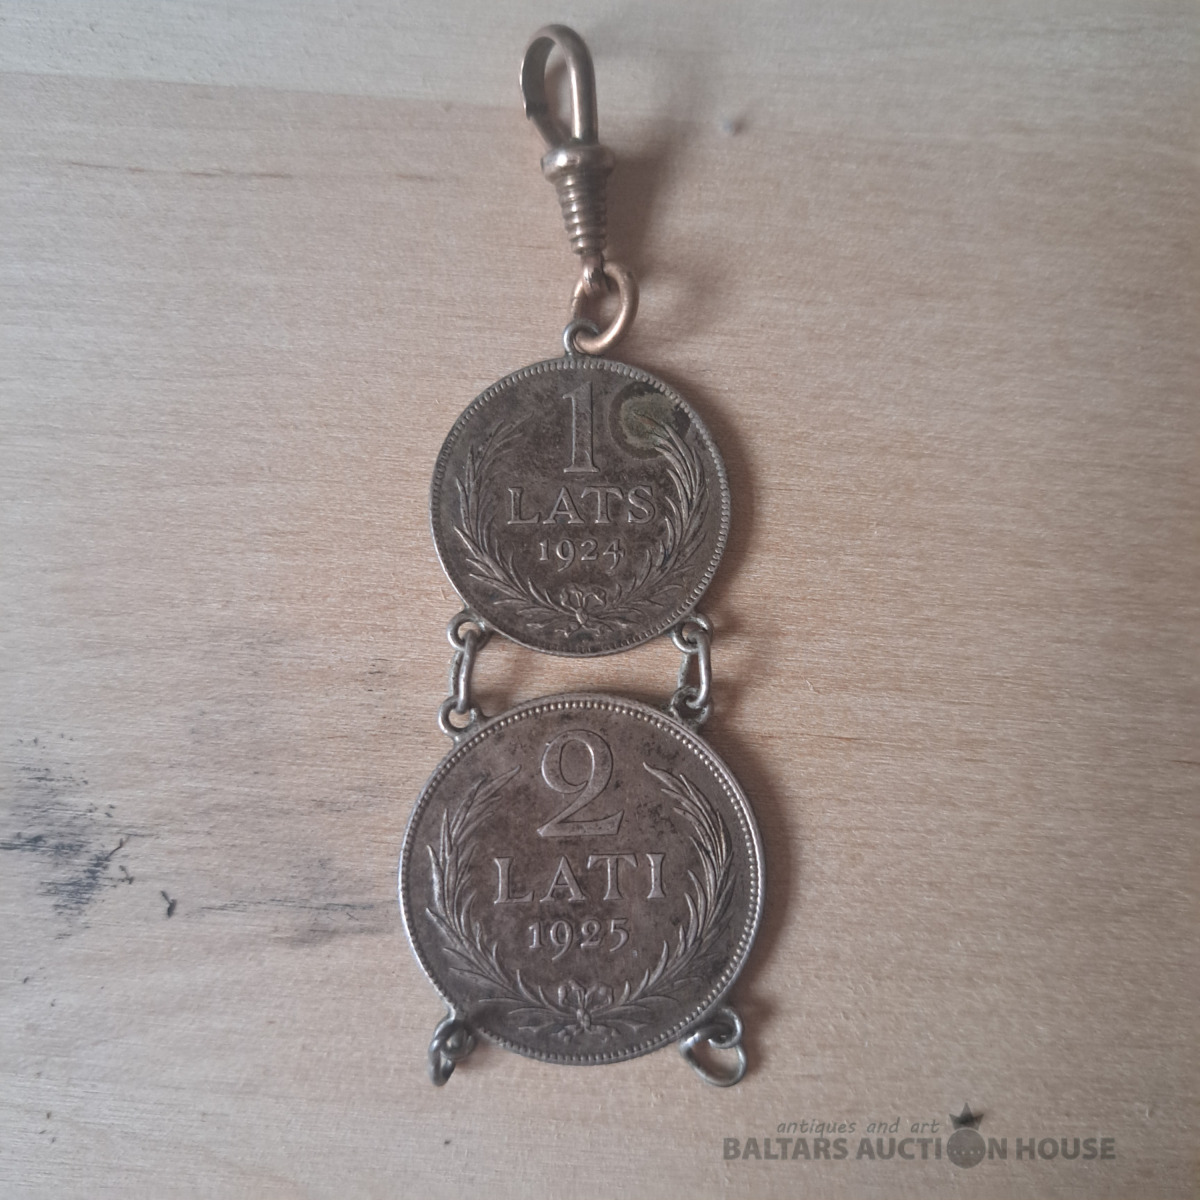 1
LATS
1924
2
LATI
1925
antiques and art
BALTARS AUCTION HOUSE